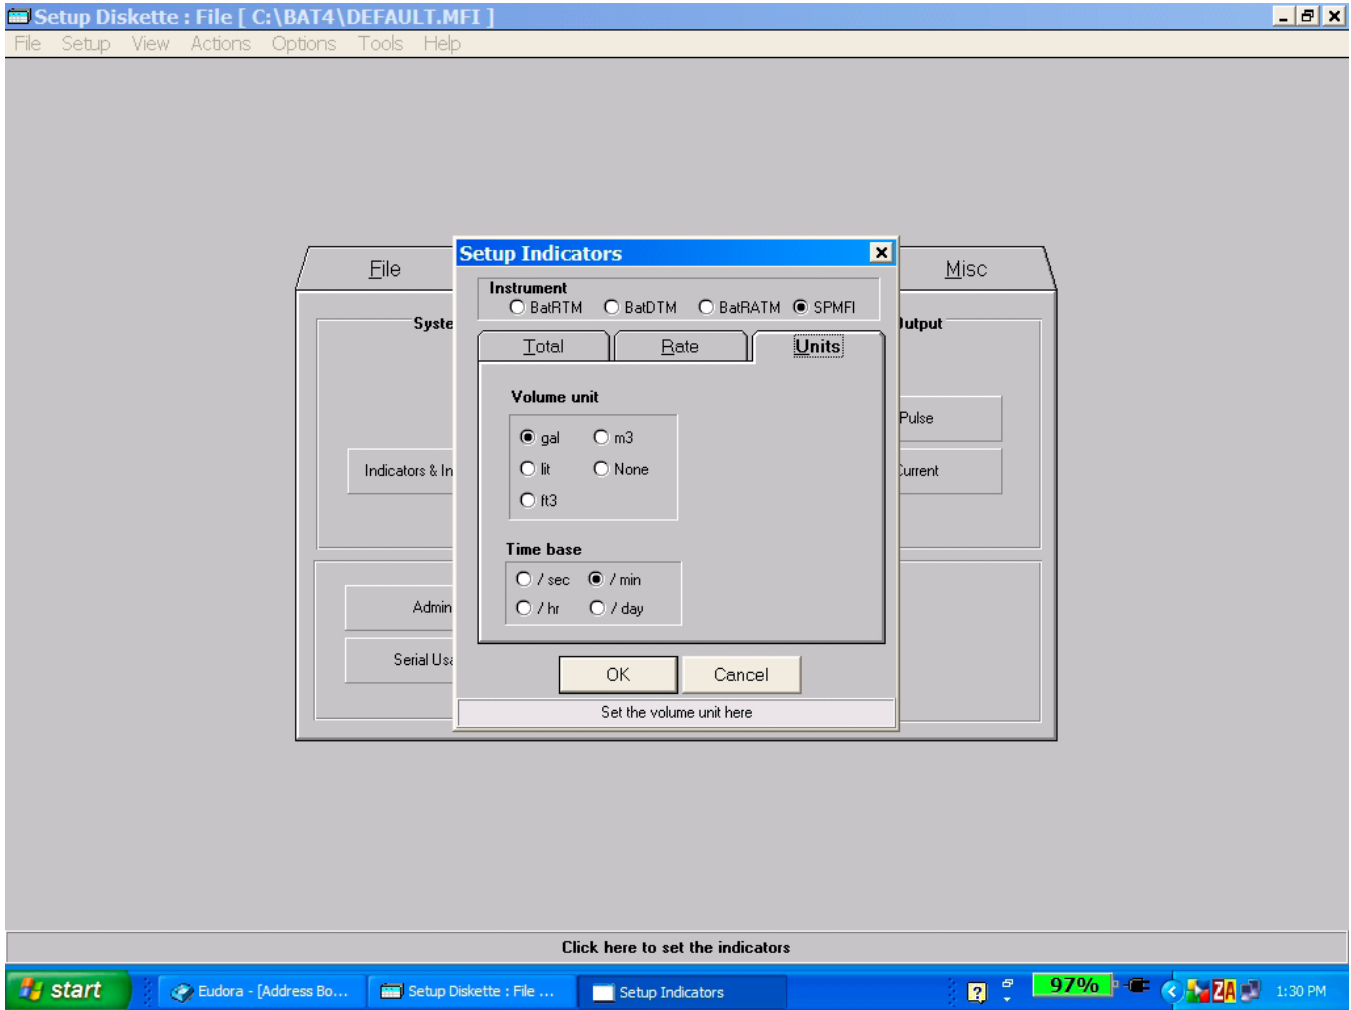 Setup Diskette : File [ C:\BAT4\DEFAULT.MFI ]
File Setup View Actions Options Tools Help
File
Misc
Setup Indicators
Instrument
BatRTM BatDTM BatRATM SPMFI
Total Rate Units
Volume unit
gal m3
lit None
ft3
Time base
/ sec / min
/ hr / day
OK Cancel
Set the volume unit here
Syste
Indicators & In
Admin
Serial Usa
Output
Pulse
Current
Click here to set the indicators
start Eudora - [Address Bo... Setup Diskette : File ... Setup Indicators 97% ZA 1:30 PM